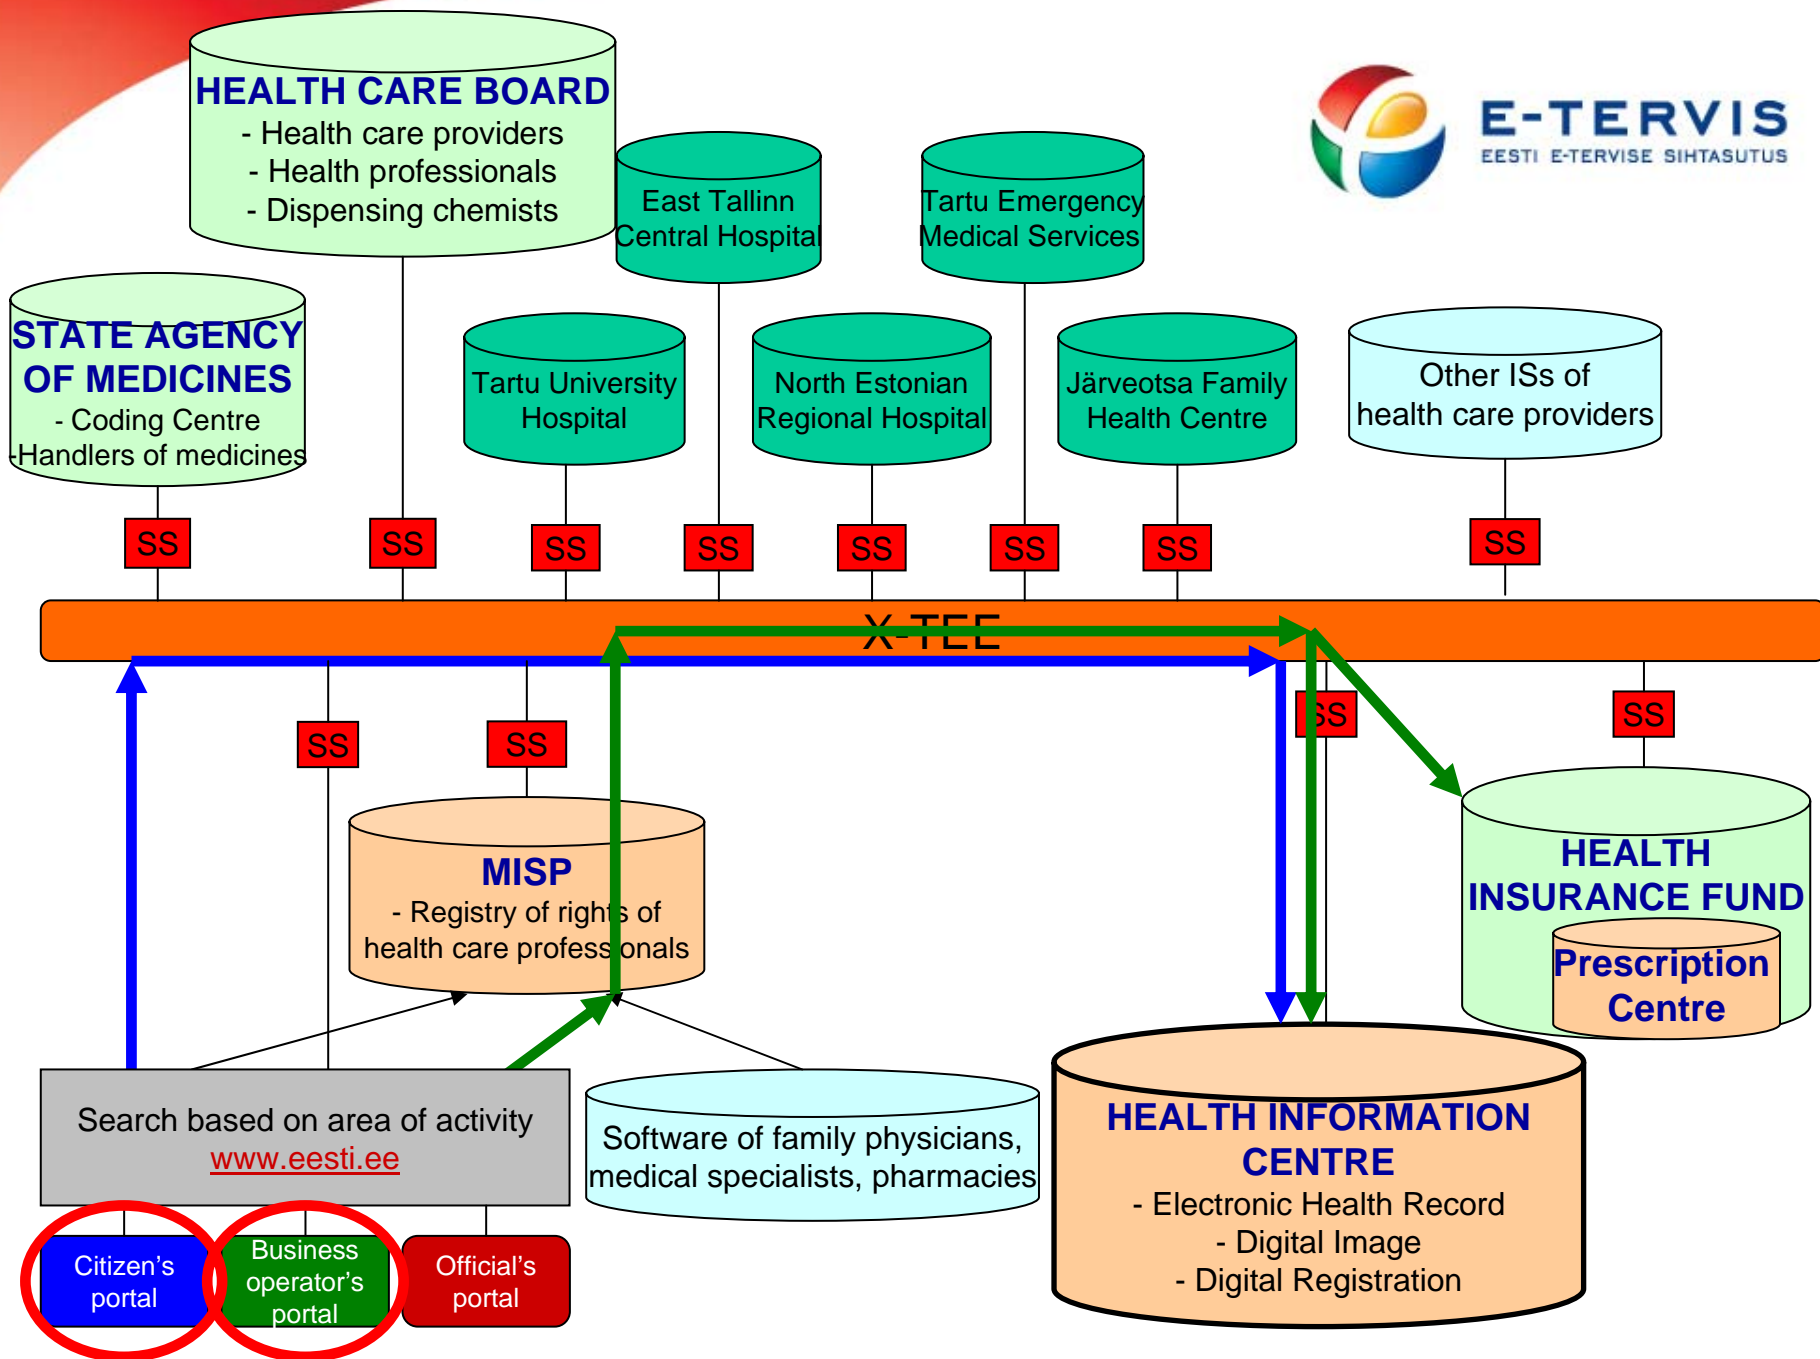 HEALTH CARE BOARD
- Health care providers
- Health professionals
- Dispensing chemists
E-TERVIS
EESTI E-TERVISE SIHTASUTUS
East Tallinn
Central Hospital
Tartu Emergency
Medical Services
STATE AGENCY
OF MEDICINES
- Coding Centre
-Handlers of medicines
Tartu University
Hospital
North Estonian
Regional Hospital
Järveotsa Family
Health Centre
Other ISs of
health care providers
SS
SS
SS
SS
SS
SS
SS
SS
X-TEE
SS
SS
SS
SS
MISP
- Registry of rights of
health care professionals
HEALTH
INSURANCE FUND
Prescription
Centre
Search based on area of activity
www.eesti.ee
Software of family physicians,
medical specialists, pharmacies
HEALTH INFORMATION
CENTRE
- Electronic Health Record
- Digital Image
- Digital Registration
Citizen's
portal
Business
operator's
portal
Official's
portal